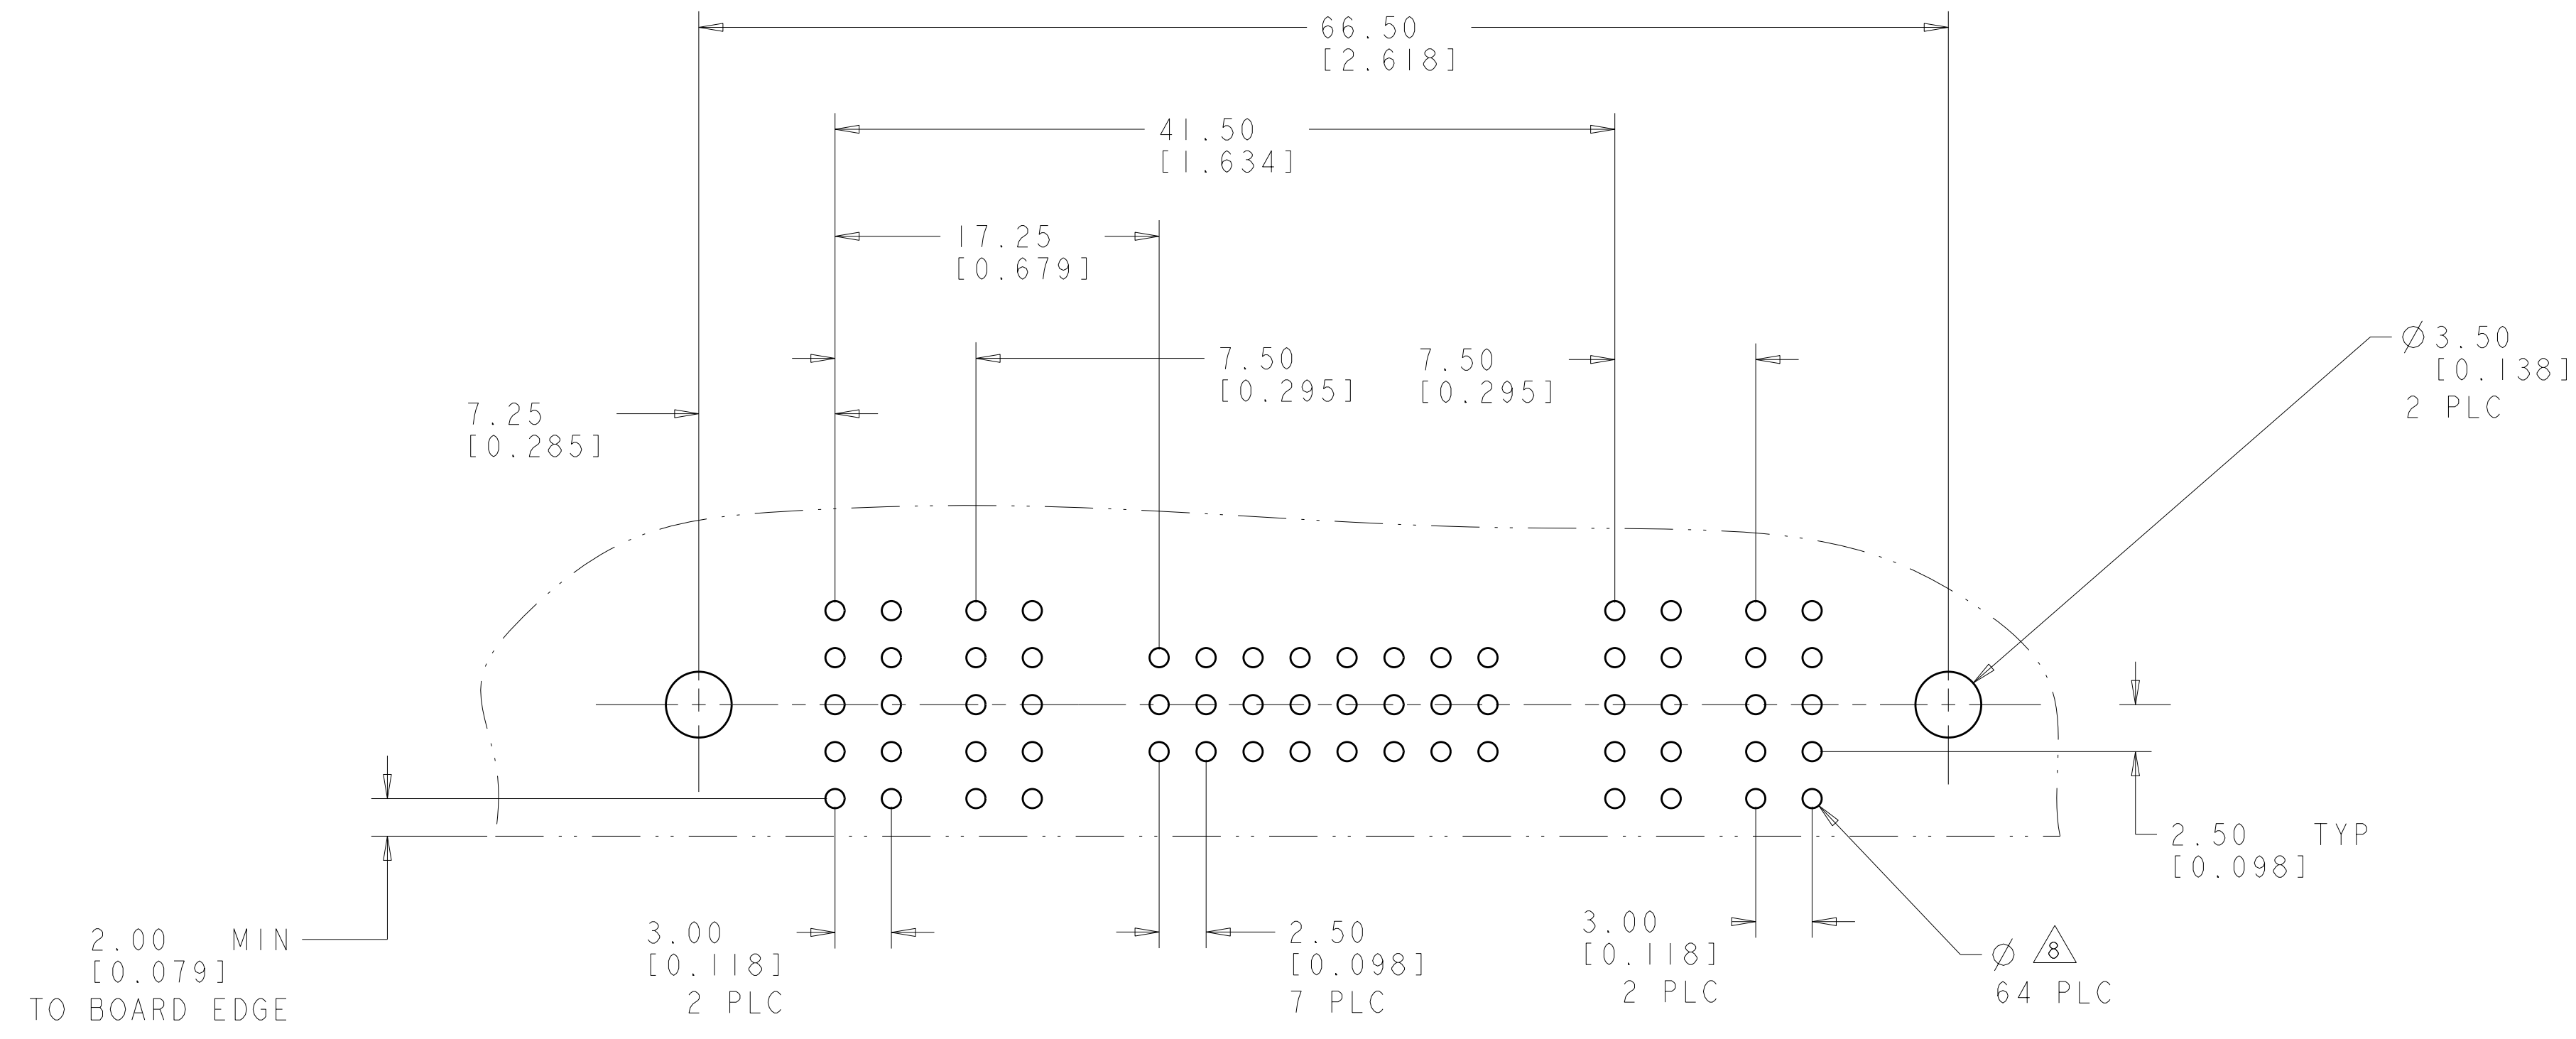 66.50
[2.618]
41.50
[1.634]
17.25
[0.679]
7.50
[0.295]
7.50
[0.295]
Ø3.50
[0.138]
2 PLC
7.25
[0.285]
2.50 TYP
[0.098]
2.00 MIN
[0.079]
TO BOARD EDGE
3.00
[0.118]
2 PLC
2.50
[0.098]
7 PLC
3.00
[0.118]
2 PLC
Ø 8
64 PLC